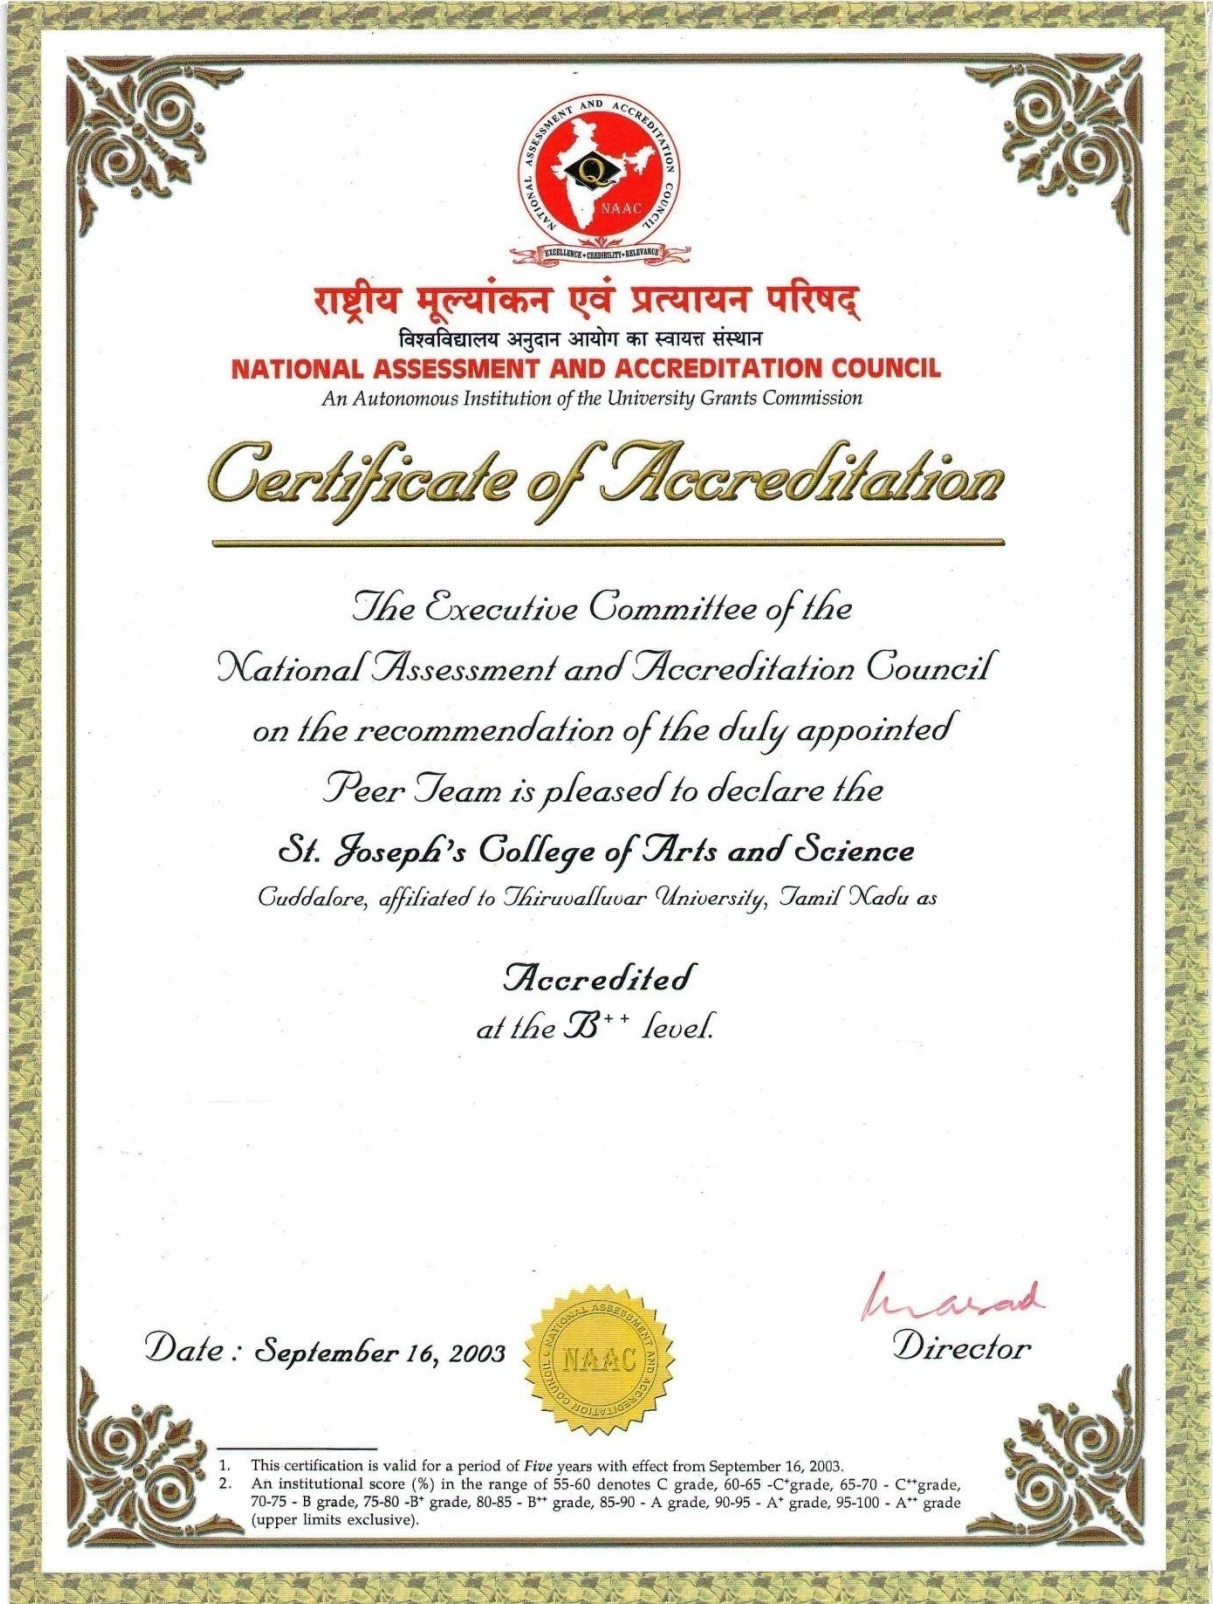 NATIONAL ASSESSMENT AND ACCREDITATION COUNCIL
Q
NAAC
EXCELLENCE • CREDIBILITY • RELEVANCE
राष्ट्रीय मूल्यांकन एवं प्रत्यायन परिषद्
विश्वविद्यालय अनुदान आयोग का स्वायत्त संस्थान
NATIONAL ASSESSMENT AND ACCREDITATION COUNCIL
An Autonomous Institution of the University Grants Commission
Certificate of Accreditation
The Executive Committee of the
National Assessment and Accreditation Council
on the recommendation of the duly appointed
Peer Team is pleased to declare the
St. Joseph's College of Arts and Science
Cuddalore, affiliated to Thiruvalluvar University, Tamil Nadu as
Accredited
at the B⁺⁺ level.
Date : September 16, 2003
NATIONAL ASSESSMENT AND ACCREDITATION COUNCIL
NAAC
Director
1. This certification is valid for a period of Five years with effect from September 16, 2003.
2. An institutional score (%) in the range of 55-60 denotes C grade, 60-65 -C⁺grade, 65-70 - C⁺⁺grade,
70-75 - B grade, 75-80 -B⁺ grade, 80-85 - B⁺⁺ grade, 85-90 - A grade, 90-95 - A⁺ grade, 95-100 - A⁺⁺ grade
(upper limits exclusive).